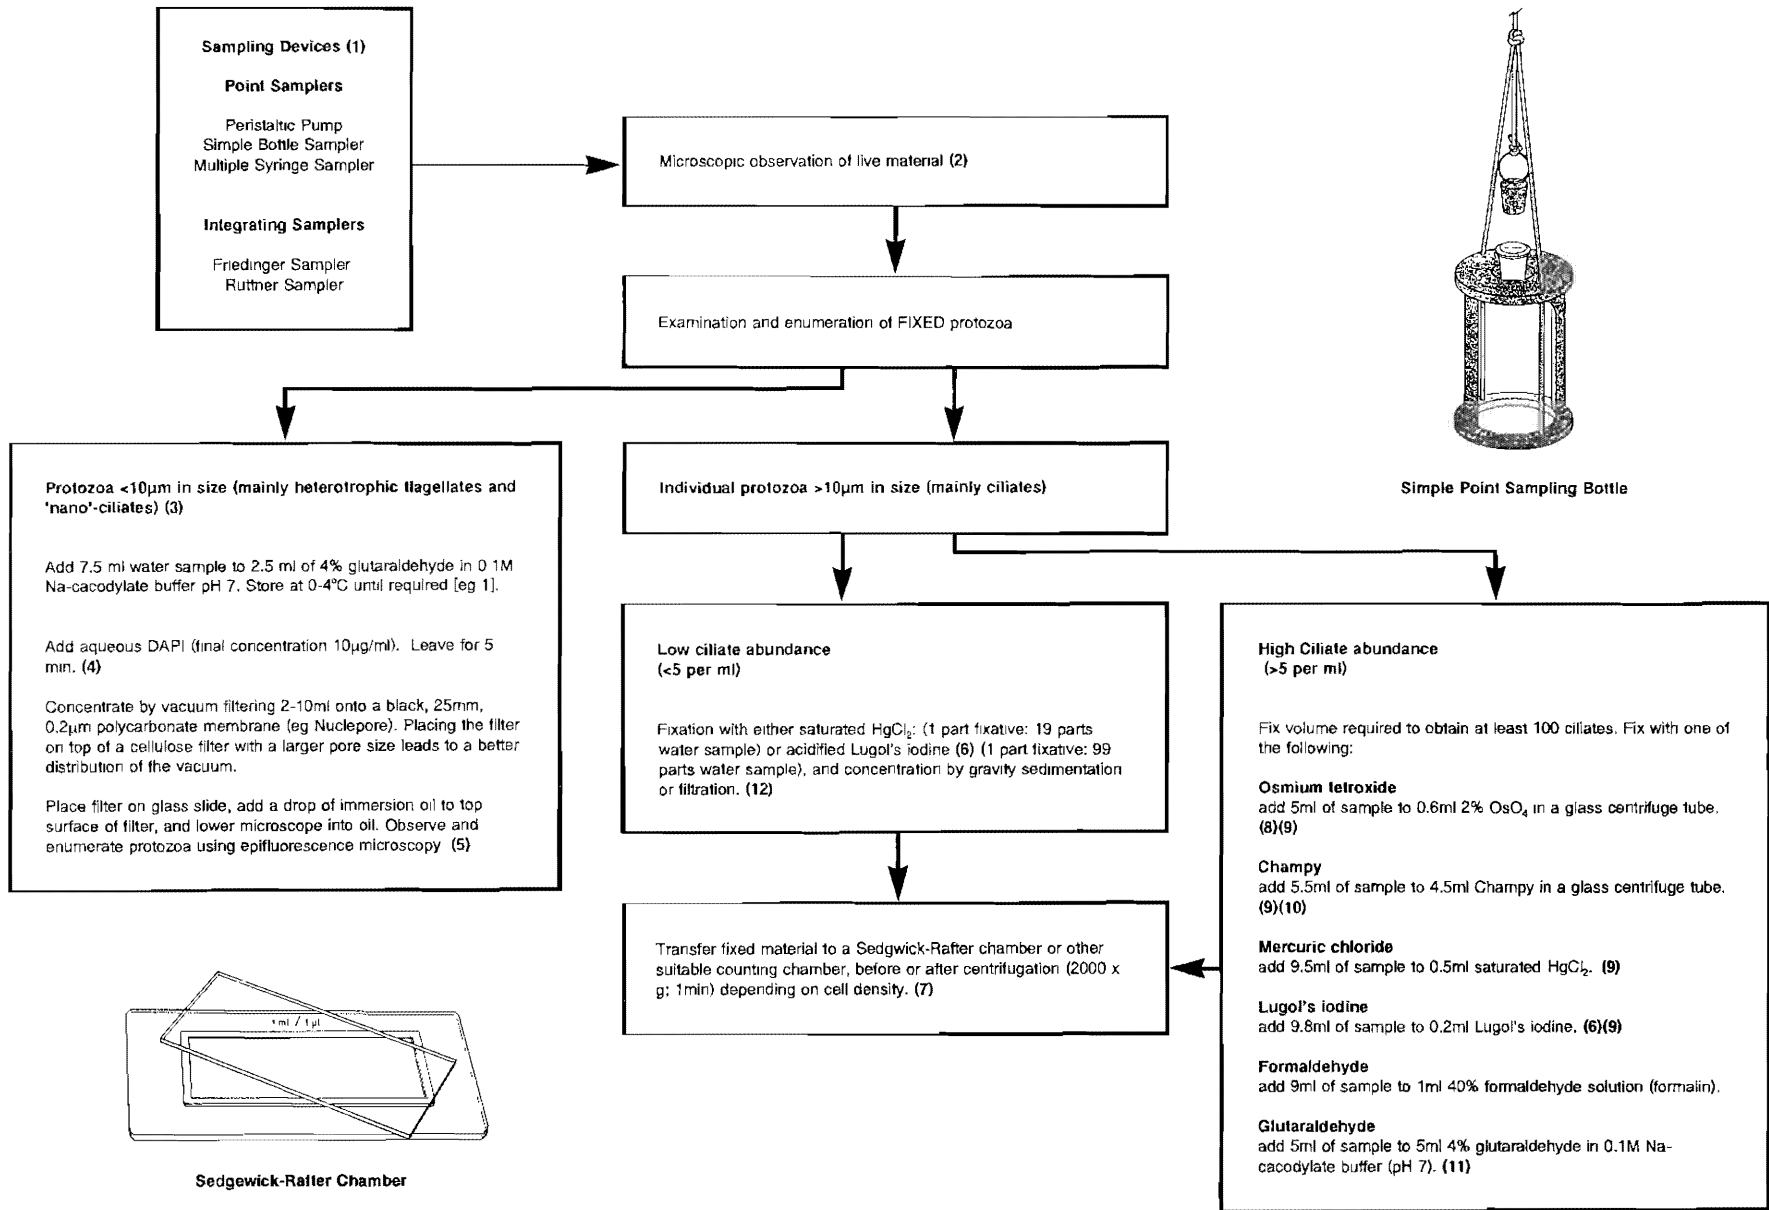 Sampling Devices (1)
Point Samplers
Peristaltic Pump
Simple Bottle Sampler
Multiple Syringe Sampler
Integrating Samplers
Friedinger Sampler
Ruttner Sampler
Microscopic observation of live material (2)
Examination and enumeration of FIXED protozoa
Simple Point Sampling Bottle
Protozoa <10µm in size (mainly heterotrophic flagellates and
'nano'-ciliates) (3)
Add 7.5 ml water sample to 2.5 ml of 4% glutaraldehyde in 0 1M
Na-cacodylate buffer pH 7. Store at 0-4°C until required [eg 1].
Add aqueous DAPI (final concentration 10µg/ml). Leave for 5
min. (4)
Concentrate by vacuum filtering 2-10ml onto a black, 25mm,
0.2µm polycarbonate membrane (eg Nuclepore). Placing the filter
on top of a cellulose filter with a larger pore size leads to a better
distribution of the vacuum.
Place filter on glass slide, add a drop of immersion oil to top
surface of filter, and lower microscope into oil. Observe and
enumerate protozoa using epifluorescence microscopy (5)
Individual protozoa >10µm in size (mainly ciliates)
Low ciliate abundance
(<5 per ml)
Fixation with either saturated HgCl₂: (1 part fixative: 19 parts
water sample) or acidified Lugol's iodine (6) (1 part fixative: 99
parts water sample), and concentration by gravity sedimentation
or filtration. (12)
Transfer fixed material to a Sedgwick-Rafter chamber or other
suitable counting chamber, before or after centrifugation (2000 x
g; 1min) depending on cell density. (7)
High Ciliate abundance
(>5 per ml)
Fix volume required to obtain at least 100 ciliates. Fix with one of
the following:
Osmium tetroxide
add 5ml of sample to 0.6ml 2% OsO₄ in a glass centrifuge tube.
(8)(9)
Champy
add 5.5ml of sample to 4.5ml Champy in a glass centrifuge tube.
(9)(10)
Mercuric chloride
add 9.5ml of sample to 0.5ml saturated HgCl₂. (9)
Lugol's iodine
add 9.8ml of sample to 0.2ml Lugol's iodine. (6)(9)
Formaldehyde
add 9ml of sample to 1ml 40% formaldehyde solution (formalin).
Glutaraldehyde
add 5ml of sample to 5ml 4% glutaraldehyde in 0.1M Na-
cacodylate buffer (pH 7). (11)
1ml / 1µl
Sedgewick-Rafter Chamber